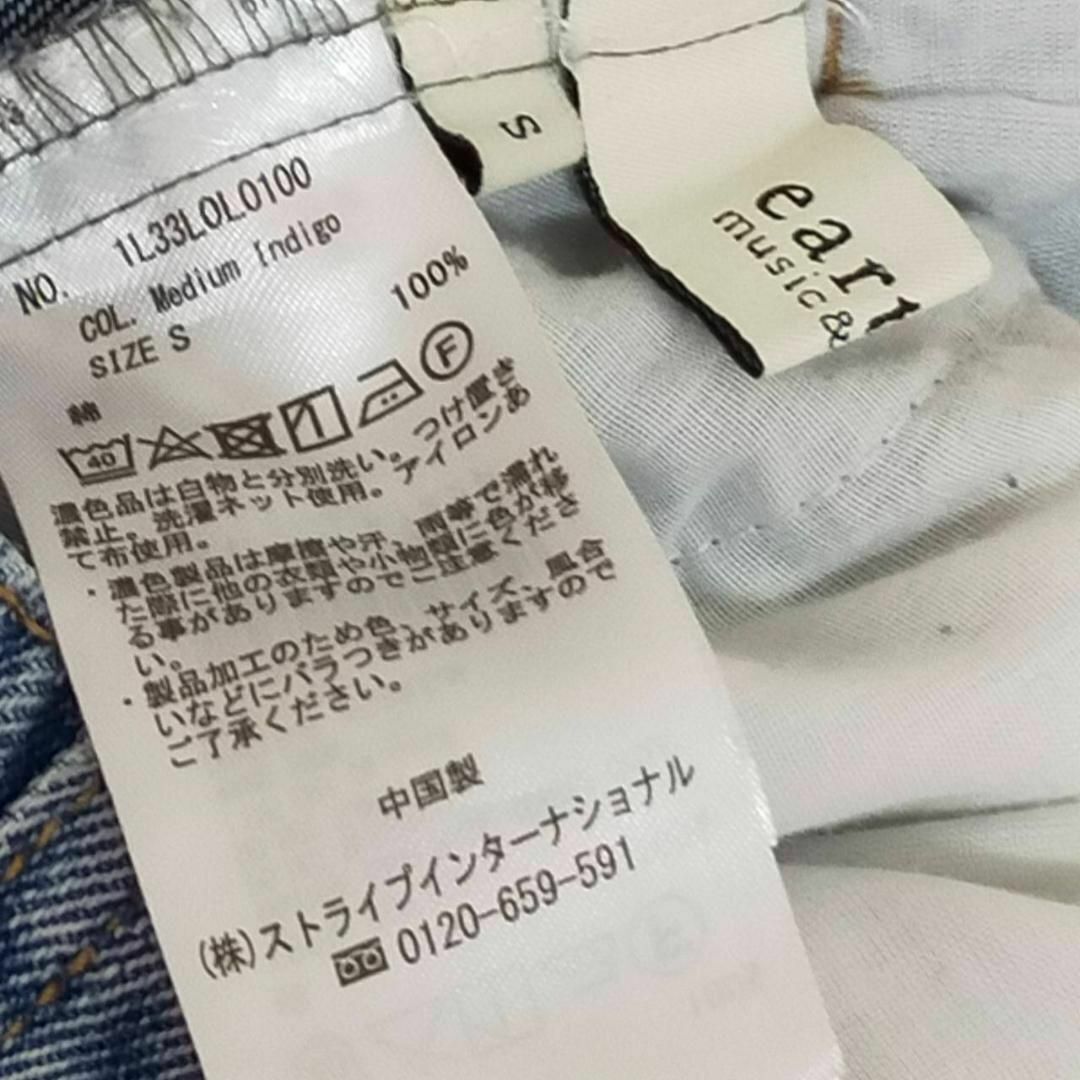 S
ear
music&
NO. 1L33L0L0100
COL. Medium Indigo
SIZE S
綿 100%
40
F
濃色品は白物と分別洗い。つけ置き
禁止。洗濯ネット使用。アイロンあ
て布使用。
・濃色製品は摩擦や汗、雨等で濡れ
た際に他の衣類や小物類に色が移
る事がありますのでご注意くださ
い。
・製品加工のため色、サイズ、風合
いなどにバラつきがありますので
ご了承ください。
中国製
(株)ストライプインターナショナル
0120-659-591